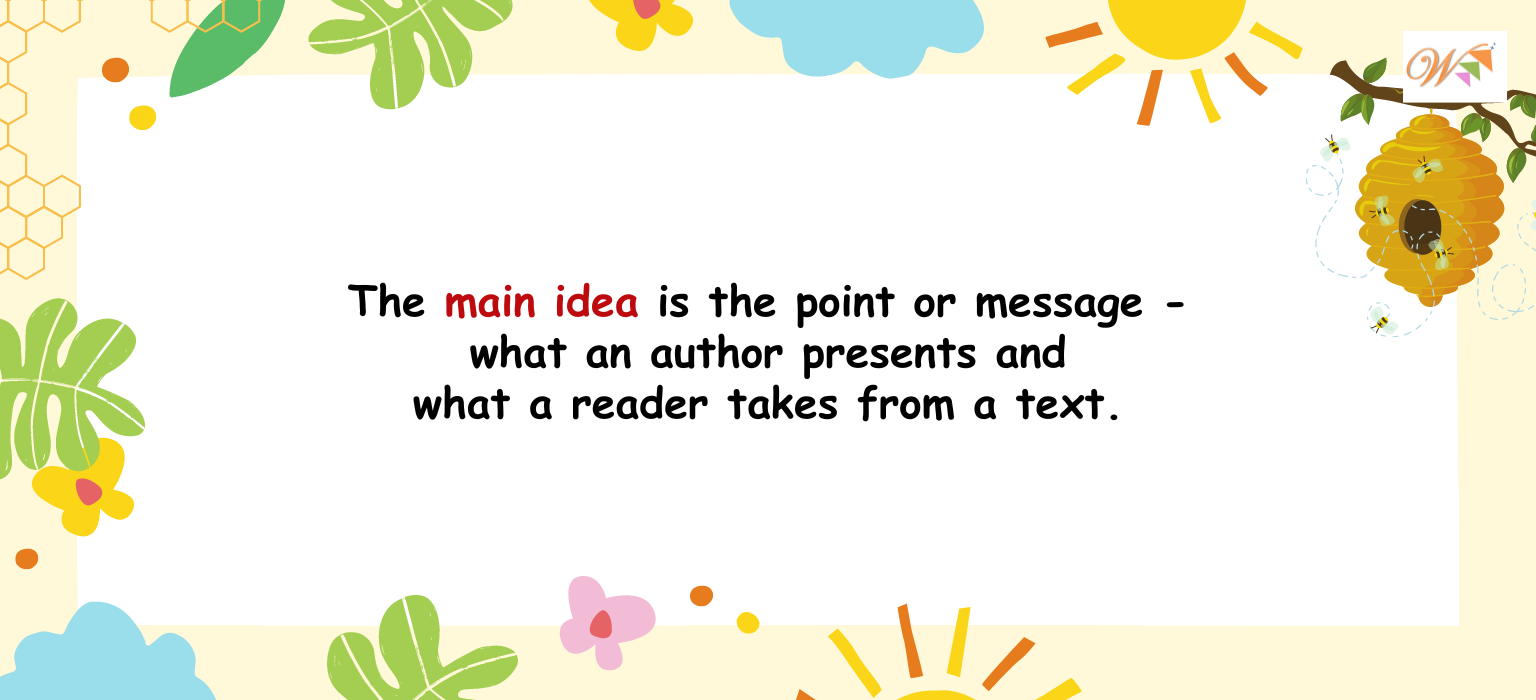 W
The main idea is the point or message -
what an author presents and
what a reader takes from a text.